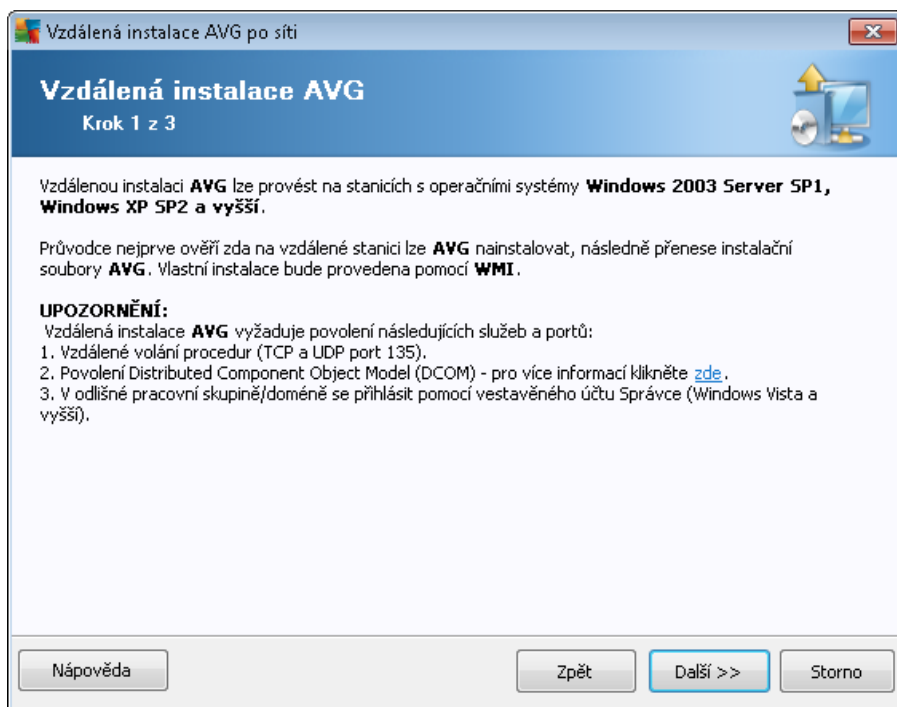 Vzdálená instalace AVG po síti
Vzdálená instalace AVG
Krok 1 z 3
Vzdálenou instalaci AVG lze provést na stanicích s operačními systémy Windows 2003 Server SP1,
Windows XP SP2 a vyšší.
Průvodce nejprve ověří zda na vzdálené stanici lze AVG nainstalovat, následně přenese instalační
soubory AVG. Vlastní instalace bude provedena pomocí WMI.
UPOZORNĚNÍ:
Vzdálená instalace AVG vyžaduje povolení následujících služeb a portů:
1. Vzdálené volání procedur (TCP a UDP port 135).
2. Povolení Distributed Component Object Model (DCOM) - pro více informací klikněte zde.
3. V odlišné pracovní skupině/doméně se přihlásit pomocí vestavěného účtu Správce (Windows Vista a
vyšší).
Nápověda Zpět Další >> Storno